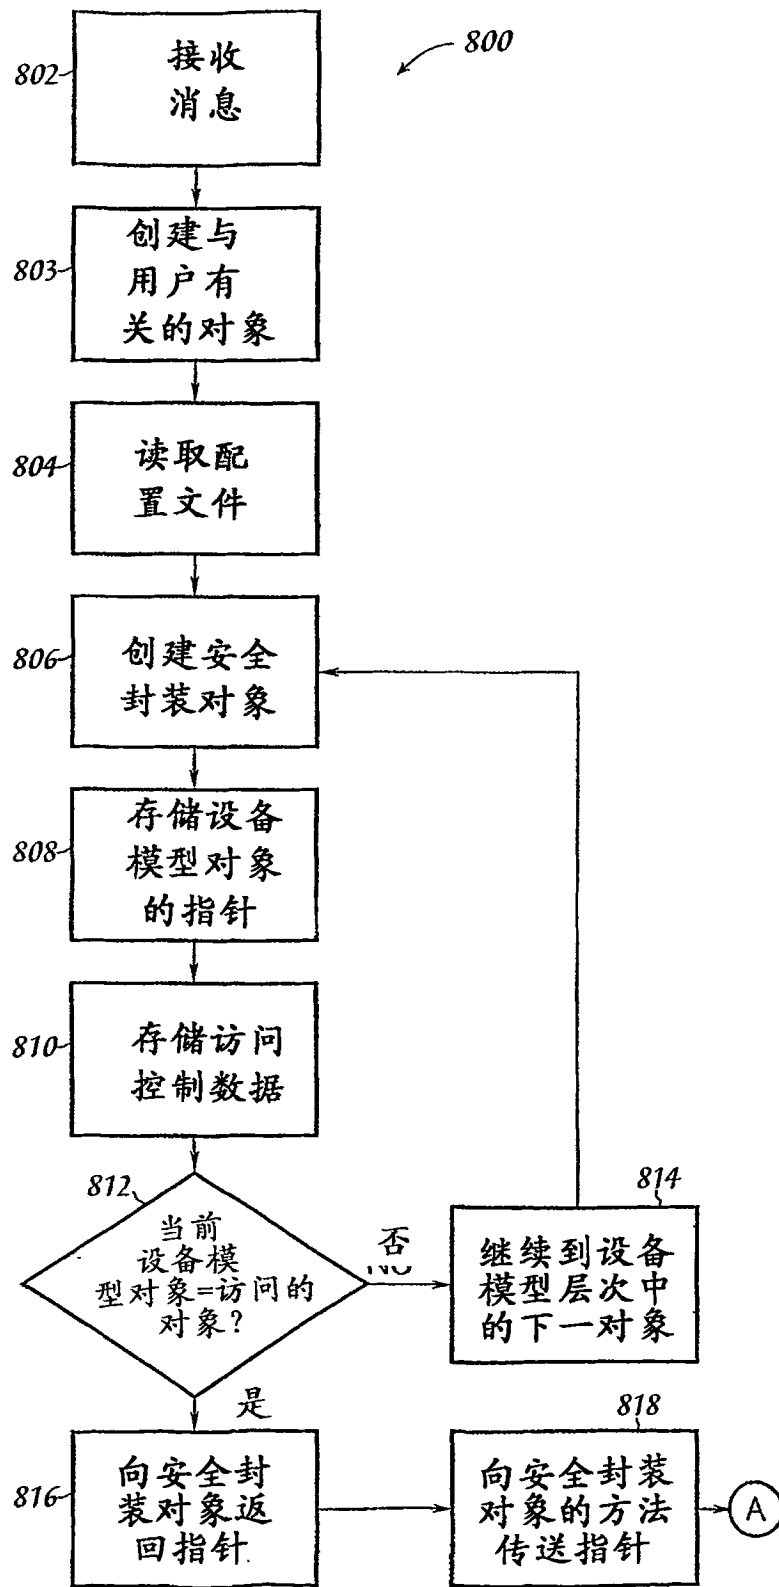 800
802
接收
消息
803
创建与
用户有
关的对象
804
读取配
置文件
806
创建安全
封装对象
808
存储设备
模型对象
的指针
810
存储访问
控制数据
812
当前
设备模
型对象=访问的
对象?
否
814
继续到设备
模型层次中
的下一对象
是
816
向安全封
装对象返
回指针
818
向安全封装
对象的方法
传送指针
A